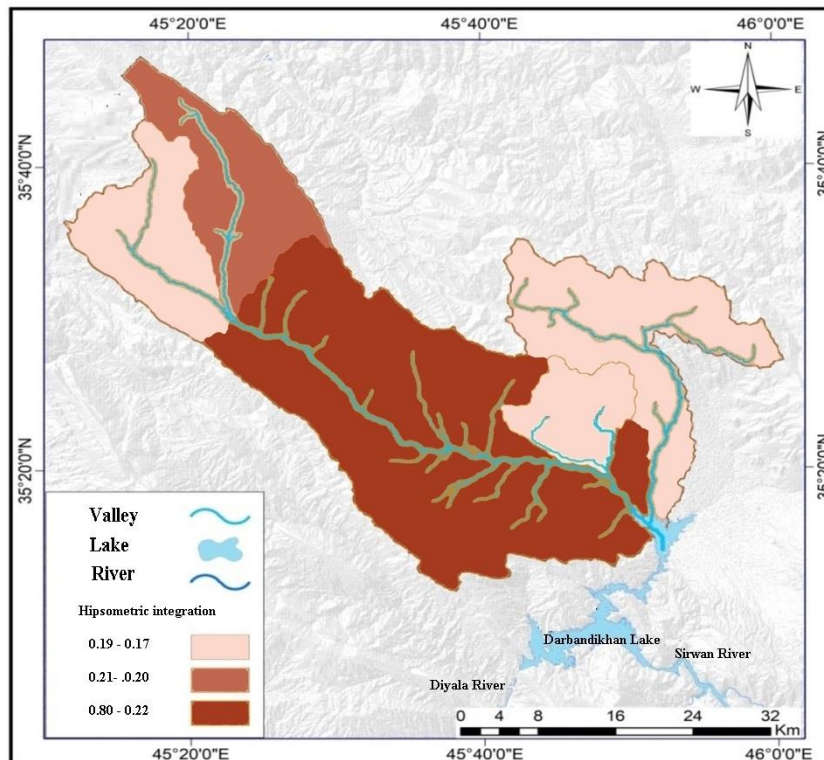 45°20'0"E 45°40'0"E 46°0'0"E
N
W E
S
35°40'0"N 35°40'0"N
35°20'0"N 35°20'0"N
Valley
Lake
River
Hipsometric integration
0.19 - 0.17
0.21- .0.20
0.80 - 0.22
Darbandikhan Lake
Sirwan River
Diyala River
0 4 8 16 24 32
Km
45°20'0"E 45°40'0"E 46°0'0"E